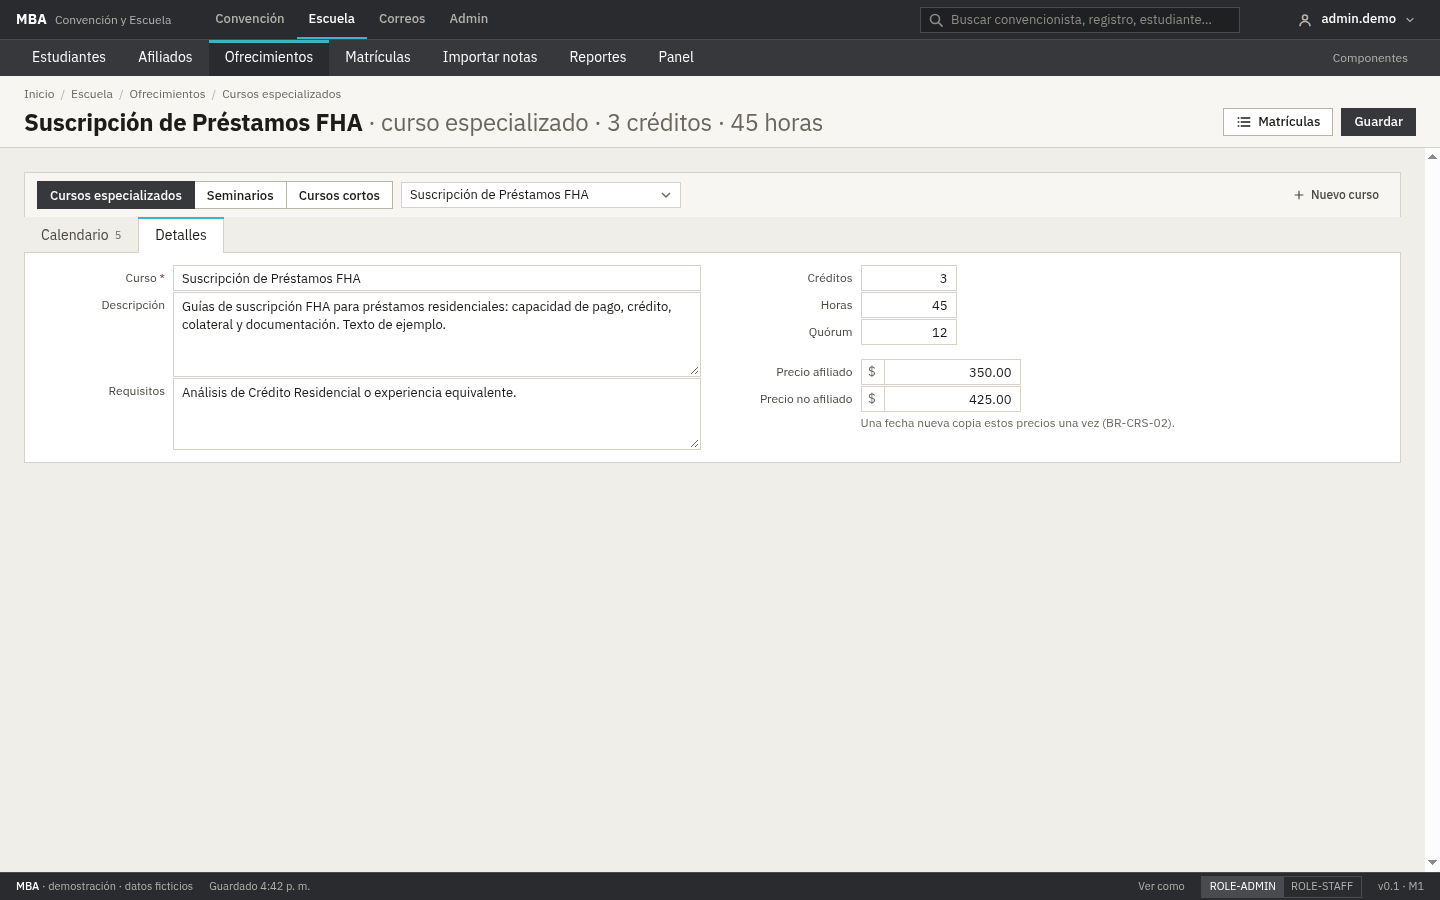 MBA Convención y Escuela Convención Escuela Correos Admin Buscar convencionista, registro, estudiante... admin.demo
Estudiantes Afiliados Ofrecimientos Matrículas Importar notas Reportes Panel Componentes
Inicio / Escuela / Ofrecimientos / Cursos especializados
Suscripción de Préstamos FHA · curso especializado · 3 créditos · 45 horas Matrículas Guardar
Cursos especializados Seminarios Cursos cortos Suscripción de Préstamos FHA + Nuevo curso
Calendario 5 Detalles
Curso * Suscripción de Préstamos FHA
Descripción Guías de suscripción FHA para préstamos residenciales: capacidad de pago, crédito,
colateral y documentación. Texto de ejemplo.
Requisitos Análisis de Crédito Residencial o experiencia equivalente.
Créditos 3
Horas 45
Quórum 12
Precio afiliado $ 350.00
Precio no afiliado $ 425.00
Una fecha nueva copia estos precios una vez (BR-CRS-02).
MBA · demostración · datos ficticios Guardado 4:42 p. m. Ver como ROLE-ADMIN ROLE-STAFF v0.1 · M1